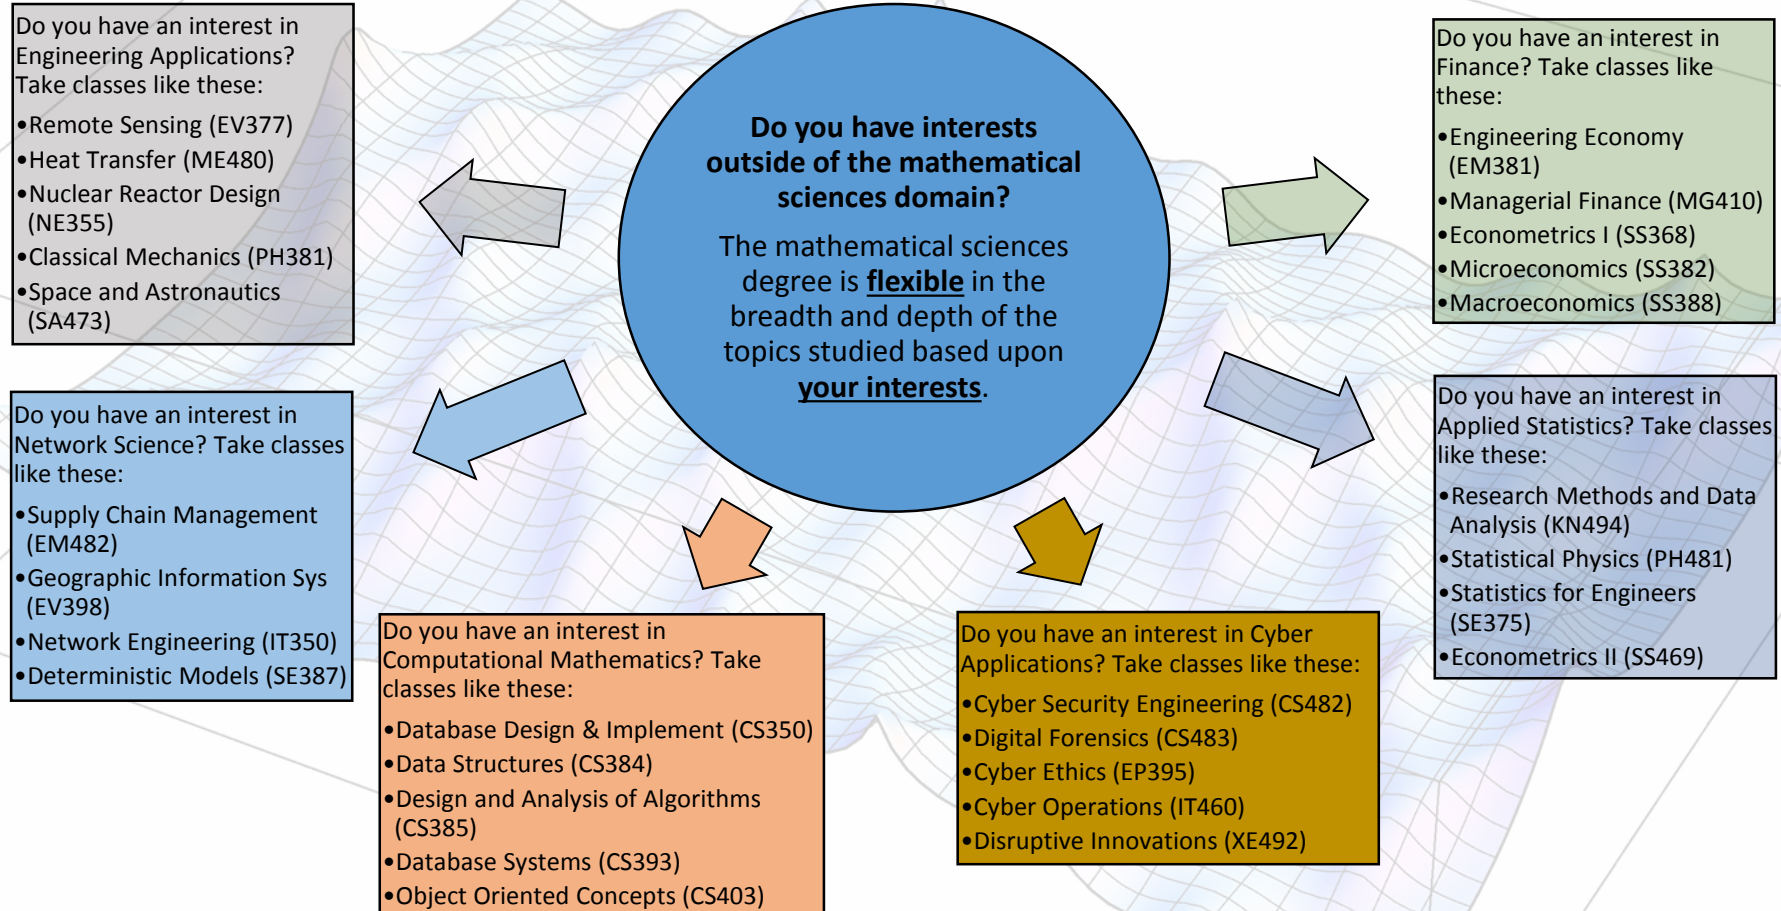 Do you have an interest in
Engineering Applications?
Take classes like these:
•Remote Sensing (EV377)
•Heat Transfer (ME480)
•Nuclear Reactor Design
(NE355)
•Classical Mechanics (PH381)
•Space and Astronautics
(SA473)
Do you have interests
outside of the mathematical
sciences domain?
The mathematical sciences
degree is flexible in the
breadth and depth of the
topics studied based upon
your interests.
Do you have an interest in
Finance? Take classes like
these:
•Engineering Economy
(EM381)
•Managerial Finance (MG410)
•Econometrics I (SS368)
•Microeconomics (SS382)
•Macroeconomics (SS388)
Do you have an interest in
Network Science? Take classes
like these:
•Supply Chain Management
(EM482)
•Geographic Information Sys
(EV398)
•Network Engineering (IT350)
•Deterministic Models (SE387)
Do you have an interest in
Applied Statistics? Take classes
like these:
•Research Methods and Data
Analysis (KN494)
•Statistical Physics (PH481)
•Statistics for Engineers
(SE375)
•Econometrics II (SS469)
Do you have an interest in
Computational Mathematics? Take
classes like these:
•Database Design & Implement (CS350)
•Data Structures (CS384)
•Design and Analysis of Algorithms
(CS385)
•Database Systems (CS393)
•Object Oriented Concepts (CS403)
Do you have an interest in Cyber
Applications? Take classes like these:
•Cyber Security Engineering (CS482)
•Digital Forensics (CS483)
•Cyber Ethics (EP395)
•Cyber Operations (IT460)
•Disruptive Innovations (XE492)